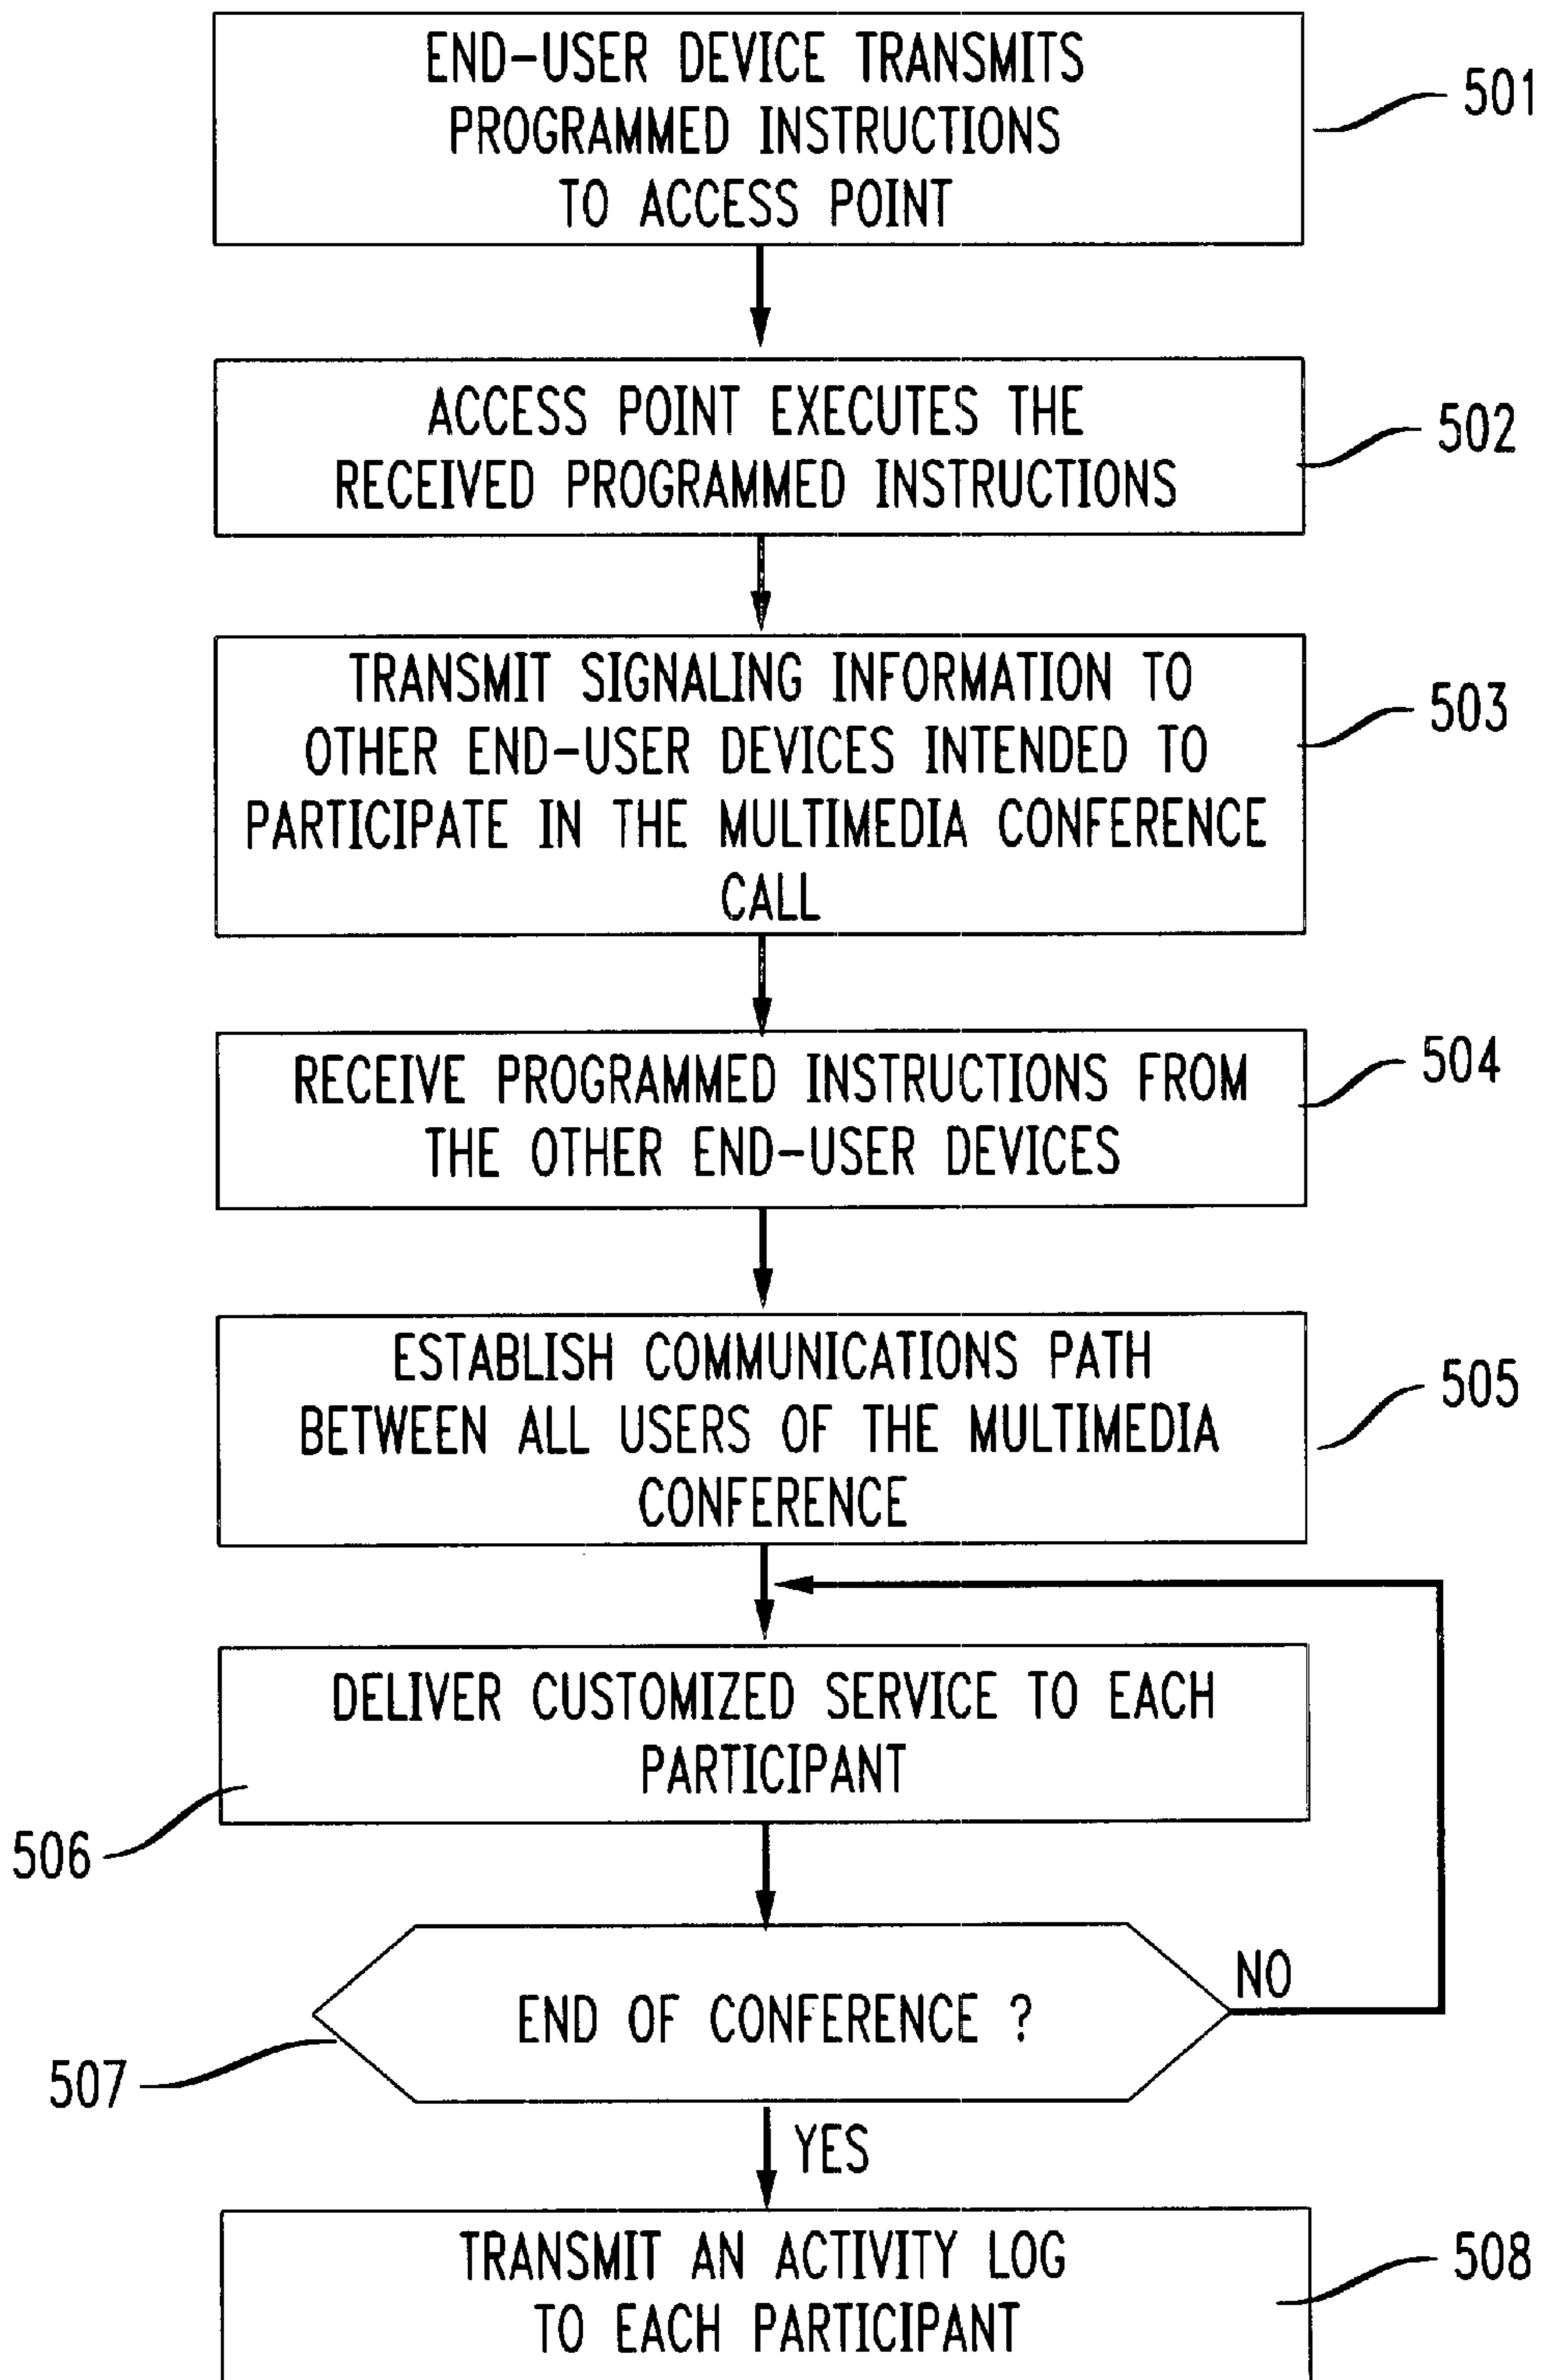 END-USER DEVICE TRANSMITS
PROGRAMMED INSTRUCTIONS
TO ACCESS POINT
501
ACCESS POINT EXECUTES THE
RECEIVED PROGRAMMED INSTRUCTIONS
502
TRANSMIT SIGNALING INFORMATION TO
OTHER END-USER DEVICES INTENDED TO
PARTICIPATE IN THE MULTIMEDIA CONFERENCE
CALL
503
RECEIVE PROGRAMMED INSTRUCTIONS FROM
THE OTHER END-USER DEVICES
504
ESTABLISH COMMUNICATIONS PATH
BETWEEN ALL USERS OF THE MULTIMEDIA
CONFERENCE
505
DELIVER CUSTOMIZED SERVICE TO EACH
PARTICIPANT
506
END OF CONFERENCE ?
NO
507
YES
TRANSMIT AN ACTIVITY LOG
TO EACH PARTICIPANT
508